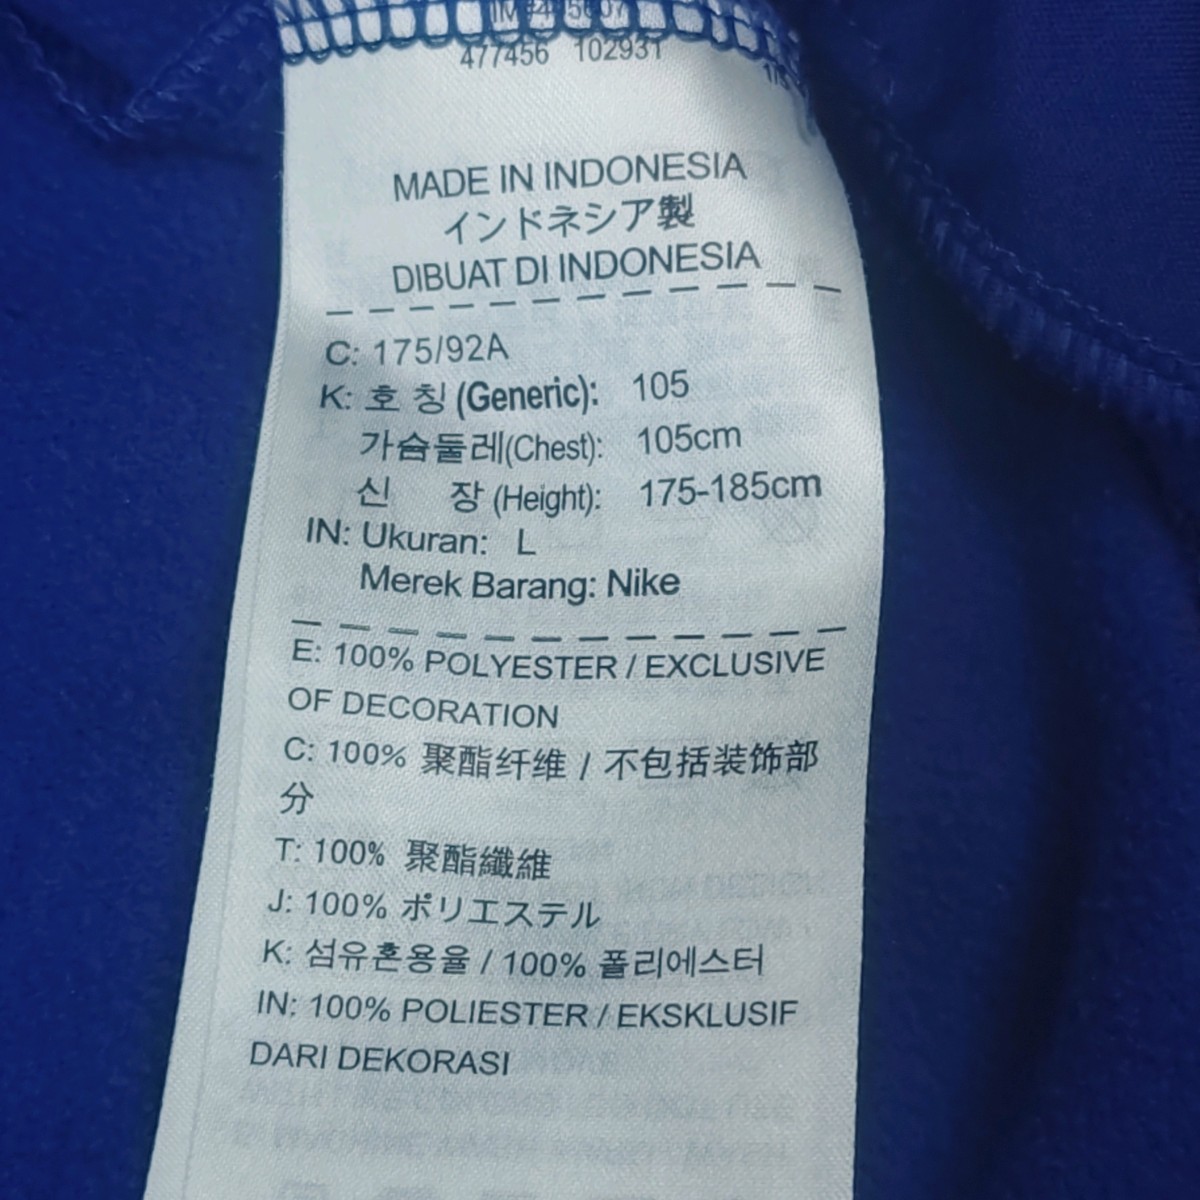 477456 102931
MADE IN INDONESIA
インドネシア製
DIBUAT DI INDONESIA
C: 175/92A
K: 호 칭 (Generic): 105
가슴둘레(Chest): 105cm
신 장 (Height): 175-185cm
IN: Ukuran: L
Merek Barang: Nike
E: 100% POLYESTER / EXCLUSIVE
OF DECORATION
C: 100% 聚酯纤维 / 不包括装饰部
分
T: 100% 聚酯纖維
J: 100% ポリエステル
K: 섬유혼용율 / 100% 폴리에스터
IN: 100% POLIESTER / EKSKLUSIF
DARI DEKORASI